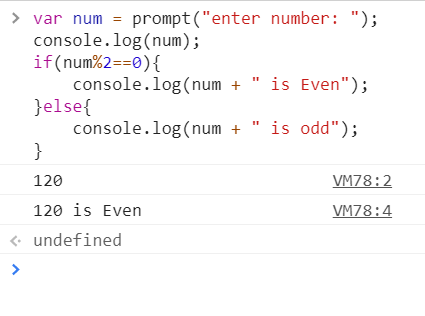 > var num = prompt("enter number: ");
console.log(num);
if(num%2==0){
    console.log(num + " is Even");
}else{
    console.log(num + " is odd");
}
120 VM78:2
120 is Even VM78:4
undefined
>